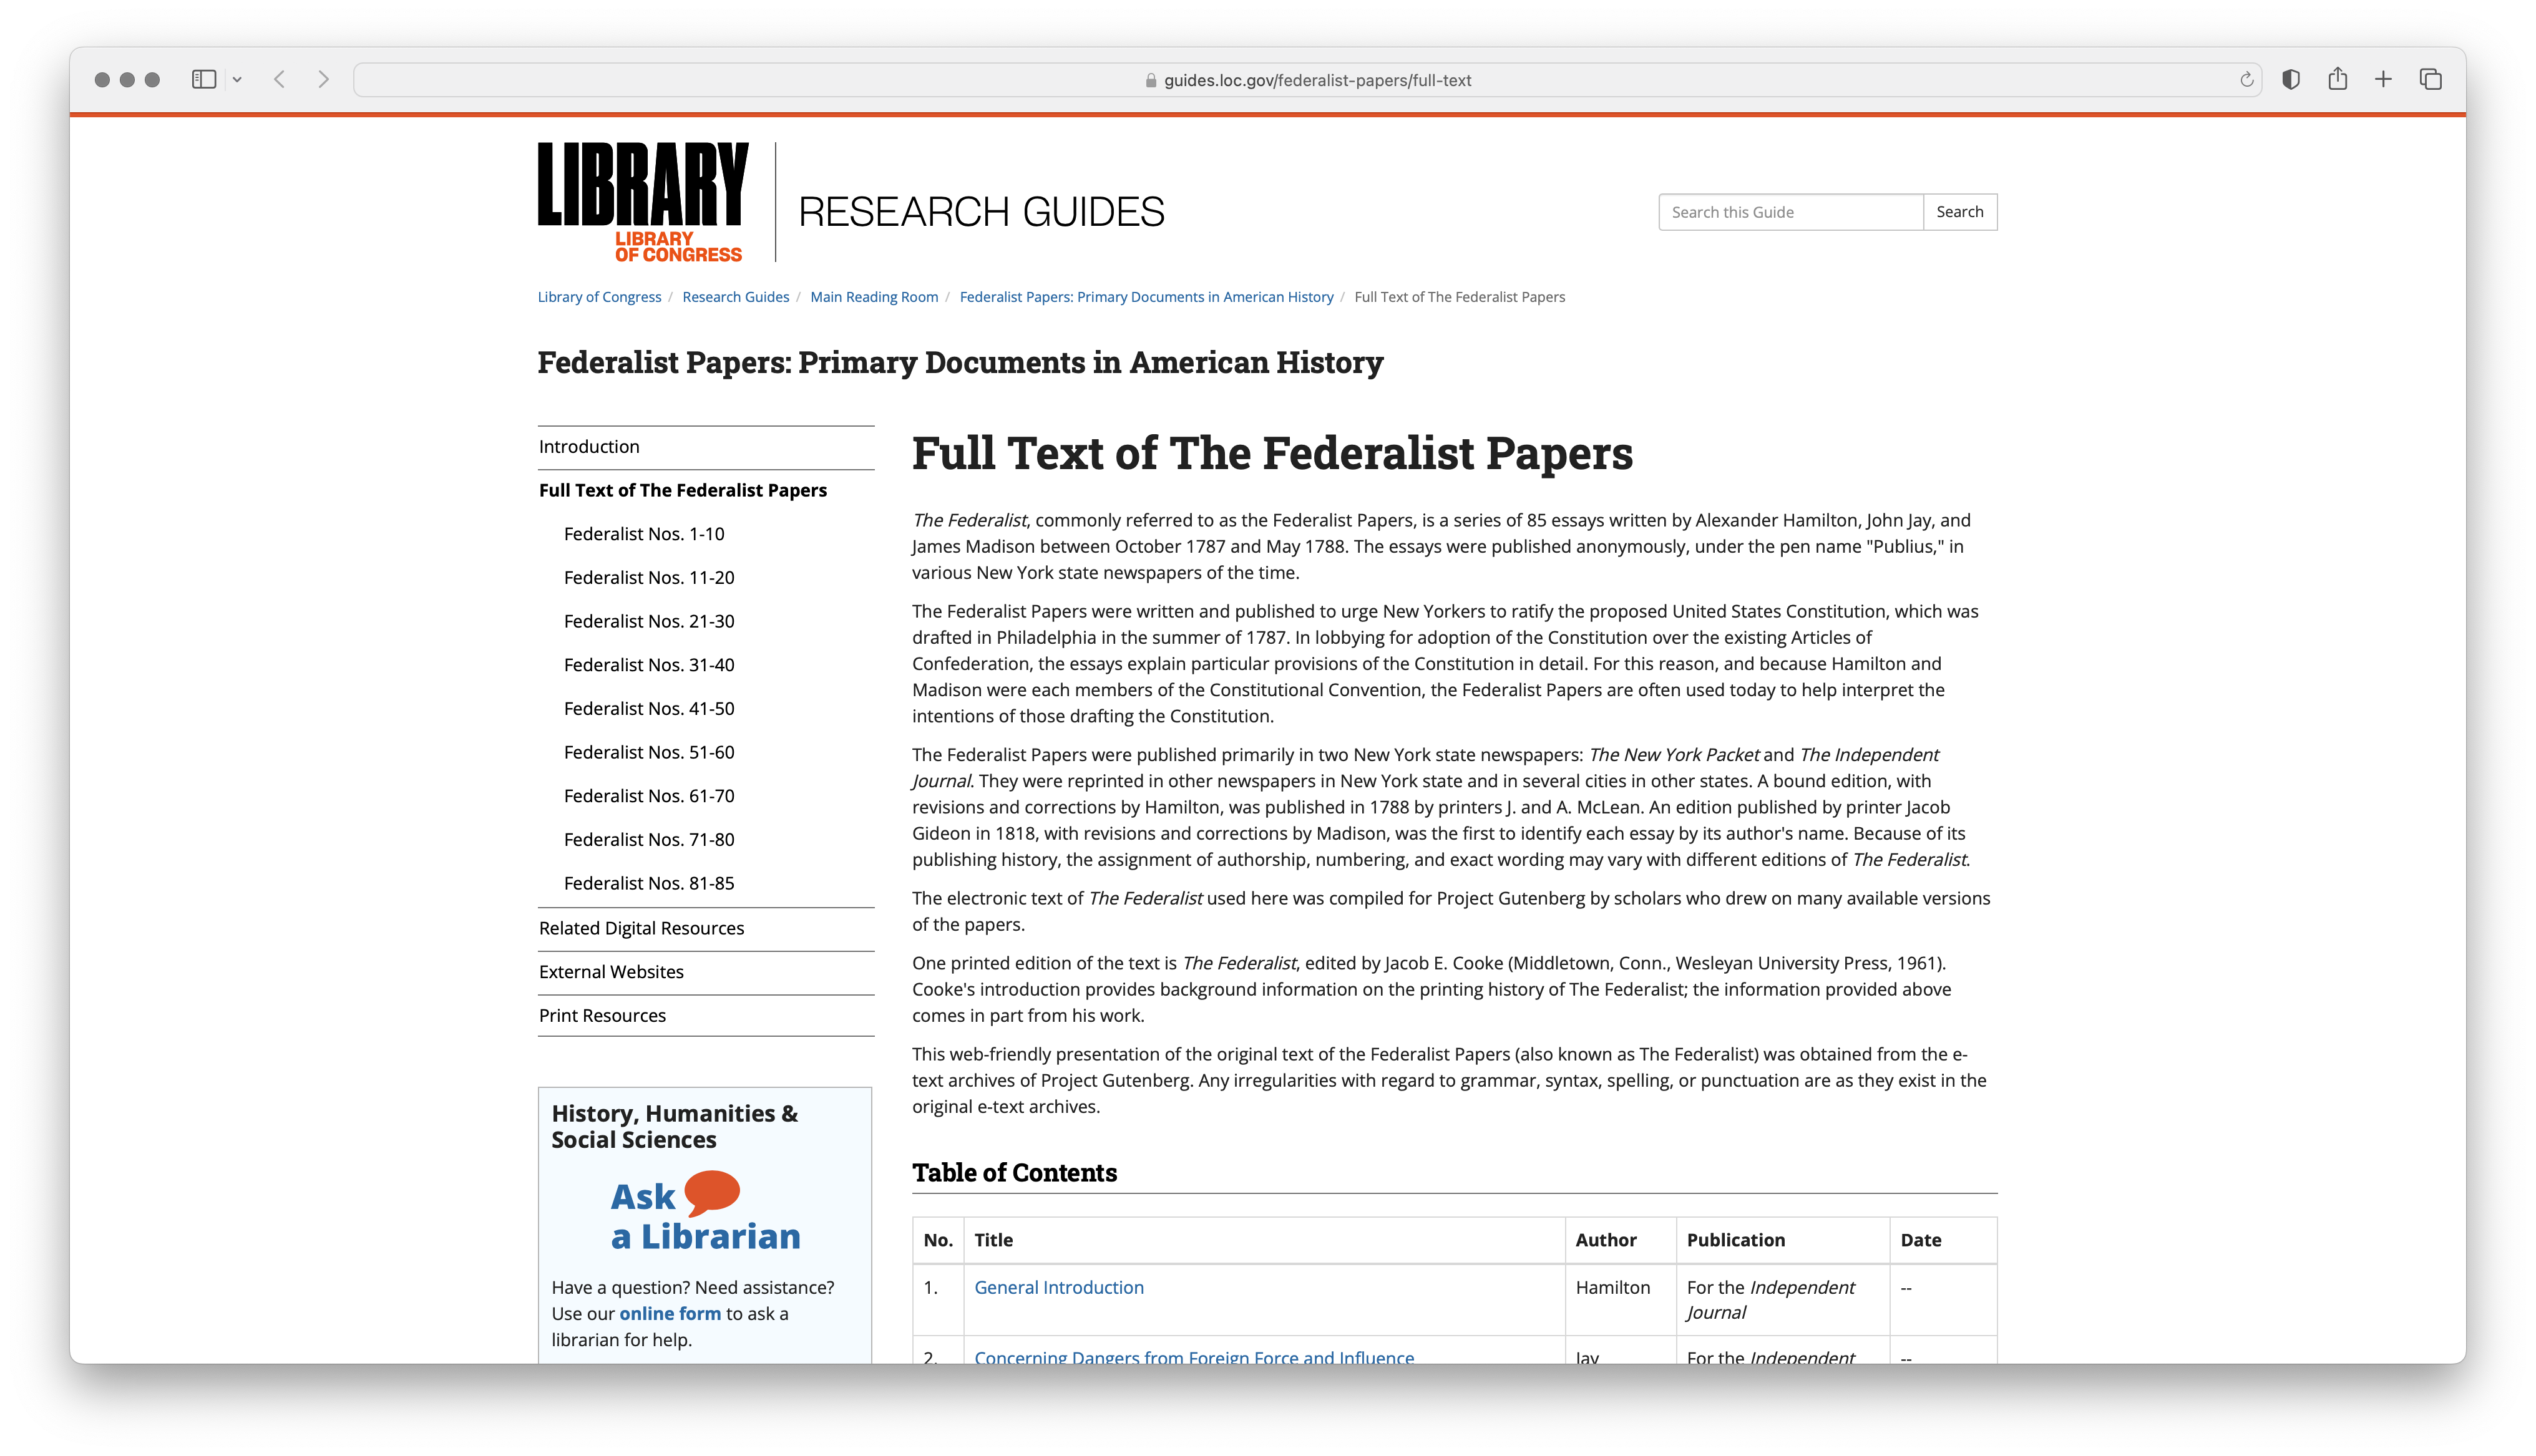 guides.loc.gov/federalist-papers/full-text
LIBRARY
LIBRARY
OF CONGRESS
RESEARCH GUIDES
Search this Guide
Search
Library of Congress / Research Guides / Main Reading Room / Federalist Papers: Primary Documents in American History / Full Text of The Federalist Papers
Federalist Papers: Primary Documents in American History
Introduction
Full Text of The Federalist Papers
Federalist Nos. 1-10
Federalist Nos. 11-20
Federalist Nos. 21-30
Federalist Nos. 31-40
Federalist Nos. 41-50
Federalist Nos. 51-60
Federalist Nos. 61-70
Federalist Nos. 71-80
Federalist Nos. 81-85
Related Digital Resources
External Websites
Print Resources
History, Humanities &
Social Sciences
Ask
a Librarian
Have a question? Need assistance?
Use our online form to ask a
librarian for help.
Full Text of The Federalist Papers
The Federalist, commonly referred to as the Federalist Papers, is a series of 85 essays written by Alexander Hamilton, John Jay, and
James Madison between October 1787 and May 1788. The essays were published anonymously, under the pen name "Publius," in
various New York state newspapers of the time.
The Federalist Papers were written and published to urge New Yorkers to ratify the proposed United States Constitution, which was
drafted in Philadelphia in the summer of 1787. In lobbying for adoption of the Constitution over the existing Articles of
Confederation, the essays explain particular provisions of the Constitution in detail. For this reason, and because Hamilton and
Madison were each members of the Constitutional Convention, the Federalist Papers are often used today to help interpret the
intentions of those drafting the Constitution.
The Federalist Papers were published primarily in two New York state newspapers: The New York Packet and The Independent
Journal. They were reprinted in other newspapers in New York state and in several cities in other states. A bound edition, with
revisions and corrections by Hamilton, was published in 1788 by printers J. and A. McLean. An edition published by printer Jacob
Gideon in 1818, with revisions and corrections by Madison, was the first to identify each essay by its author's name. Because of its
publishing history, the assignment of authorship, numbering, and exact wording may vary with different editions of The Federalist.
The electronic text of The Federalist used here was compiled for Project Gutenberg by scholars who drew on many available versions
of the papers.
One printed edition of the text is The Federalist, edited by Jacob E. Cooke (Middletown, Conn., Wesleyan University Press, 1961).
Cooke's introduction provides background information on the printing history of The Federalist; the information provided above
comes in part from his work.
This web-friendly presentation of the original text of the Federalist Papers (also known as The Federalist) was obtained from the e-
text archives of Project Gutenberg. Any irregularities with regard to grammar, syntax, spelling, or punctuation are as they exist in the
original e-text archives.
Table of Contents
No. Title Author Publication Date
1. General Introduction Hamilton For the Independent --
Journal
2. Concerning Dangers from Foreign Force and Influence Jay For the Independent --